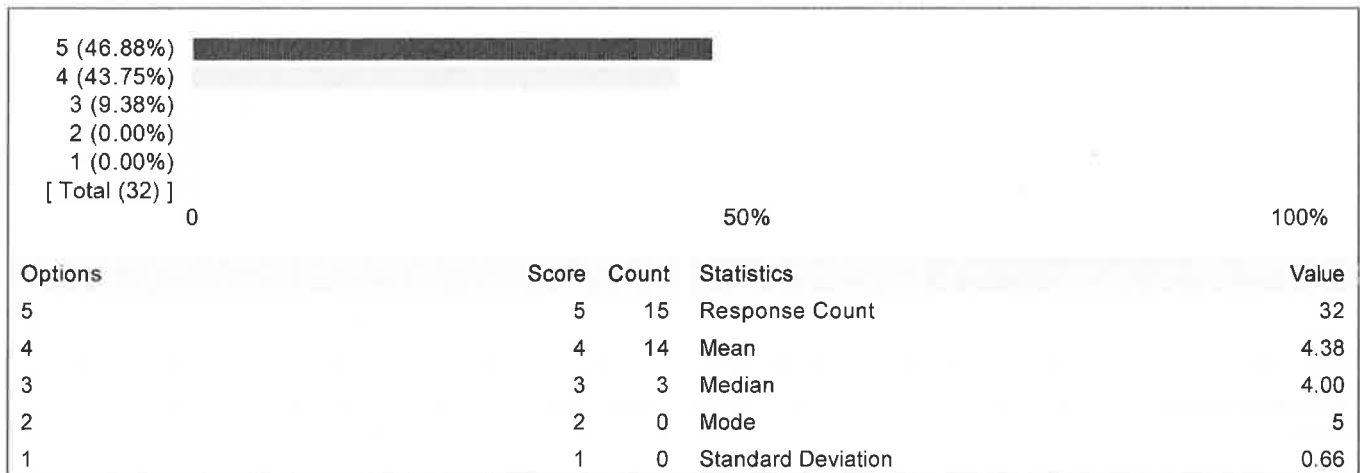 5 (46.88%)
4 (43.75%)
3 (9.38%)
2 (0.00%)
1 (0.00%)
[ Total (32) ]
0 50% 100%
Options Score Count Statistics Value
5 5 15 Response Count 32
4 4 14 Mean 4.38
3 3 3 Median 4.00
2 2 0 Mode 5
1 1 0 Standard Deviation 0.66